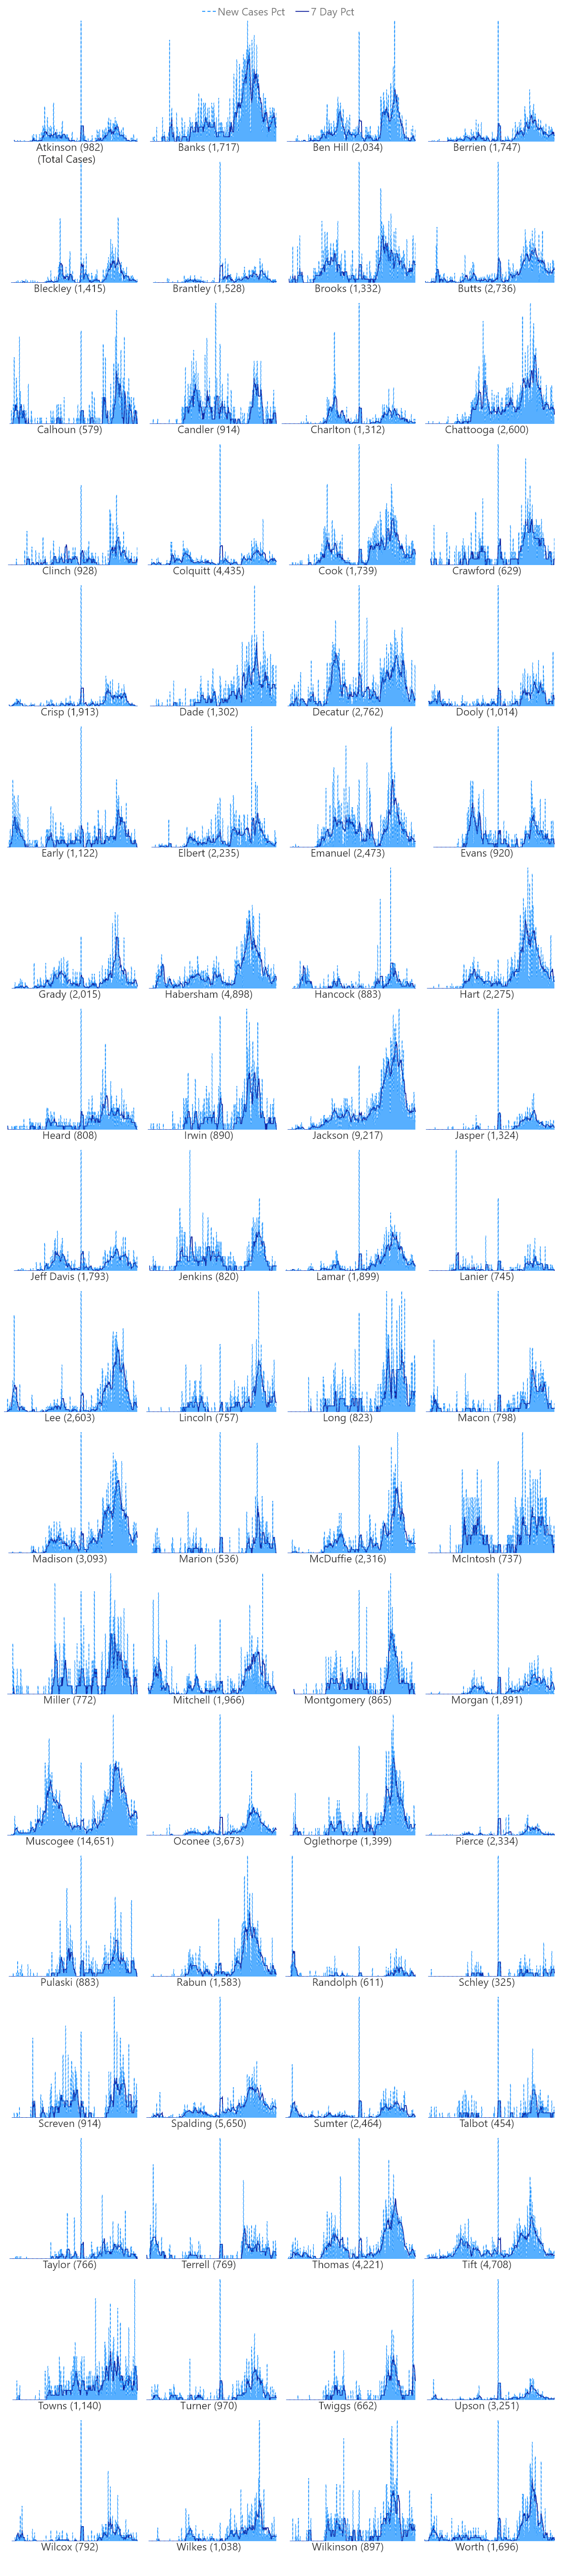 New Cases Pct 7 Day Pct
Atkinson (982) Banks (1,717) Ben Hill (2,034) Berrien (1,747)
(Total Cases)
Bleckley (1,415) Brantley (1,528) Brooks (1,332) Butts (2,736)
Calhoun (579) Candler (914) Charlton (1,312) Chattooga (2,600)
Clinch (928) Colquitt (4,435) Cook (1,739) Crawford (629)
Crisp (1,913) Dade (1,302) Decatur (2,762) Dooly (1,014)
Early (1,122) Elbert (2,235) Emanuel (2,473) Evans (920)
Grady (2,015) Habersham (4,898) Hancock (883) Hart (2,275)
Heard (808) Irwin (890) Jackson (9,217) Jasper (1,324)
Jeff Davis (1,793) Jenkins (820) Lamar (1,899) Lanier (745)
Lee (2,603) Lincoln (757) Long (823) Macon (798)
Madison (3,093) Marion (536) McDuffie (2,316) McIntosh (737)
Miller (772) Mitchell (1,966) Montgomery (865) Morgan (1,891)
Muscogee (14,651) Oconee (3,673) Oglethorpe (1,399) Pierce (2,334)
Pulaski (883) Rabun (1,583) Randolph (611) Schley (325)
Screven (914) Spalding (5,650) Sumter (2,464) Talbot (454)
Taylor (766) Terrell (769) Thomas (4,221) Tift (4,708)
Towns (1,140) Turner (970) Twiggs (662) Upson (3,251)
Wilcox (792) Wilkes (1,038) Wilkinson (897) Worth (1,696)